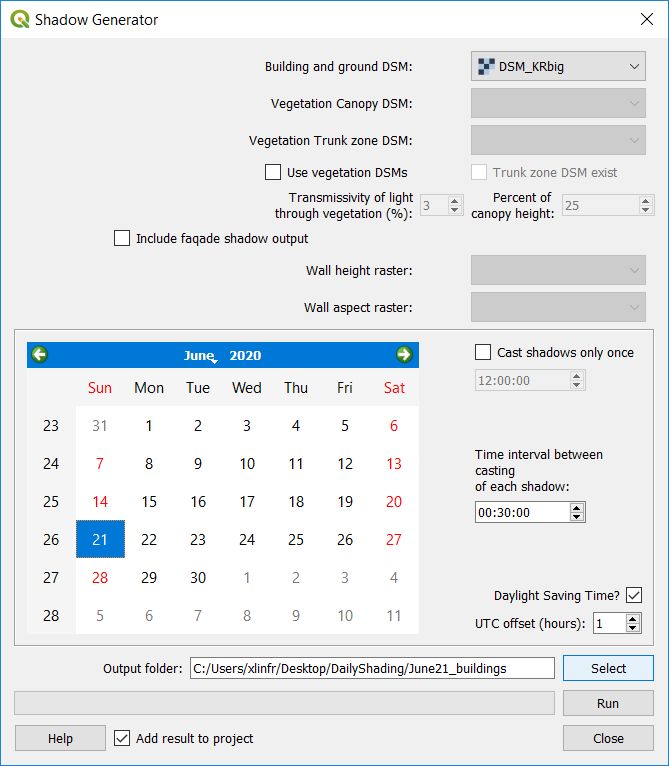 Shadow Generator
Building and ground DSM: DSM_KRbig
Vegetation Canopy DSM:
Vegetation Trunk zone DSM:
Use vegetation DSMs Trunk zone DSM exist
Transmissivity of light
through vegetation (%): 3
Percent of
canopy height: 25
Include façade shadow output
Wall height raster:
Wall aspect raster:
June 2020
Sun Mon Tue Wed Thu Fri Sat
23 31 1 2 3 4 5 6
24 7 8 9 10 11 12 13
25 14 15 16 17 18 19 20
26 21 22 23 24 25 26 27
27 28 29 30 1 2 3 4
28 5 6 7 8 9 10 11
Cast shadows only once
12:00:00
Time interval between
casting
of each shadow:
00:30:00
Daylight Saving Time?
UTC offset (hours): 1
Output folder: C:/Users/xlinfr/Desktop/DailyShading/June21_buildings Select
Run
Help Add result to project Close